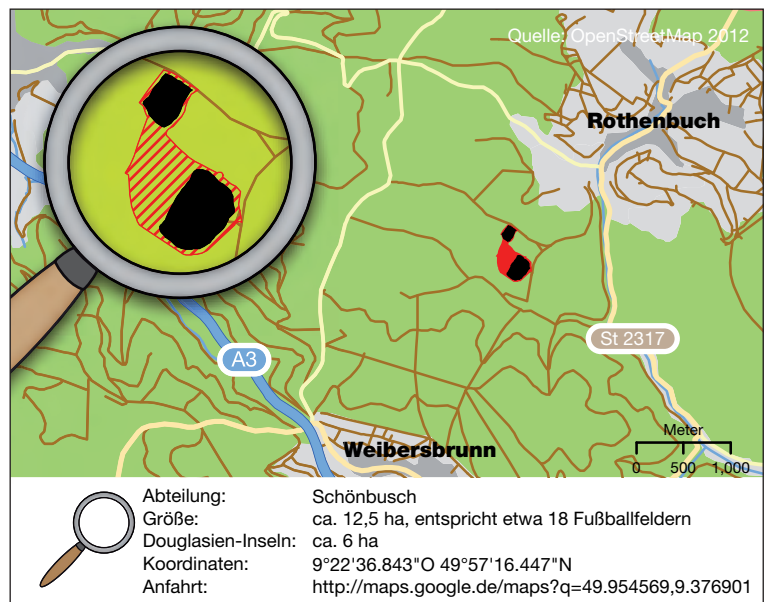 Quelle: OpenStreetMap 2012
Rothenbuch
St 2317
A3
Meter
0 500 1,000
Weibersbrunn
Abteilung: Schönbusch
Größe: ca. 12,5 ha, entspricht etwa 18 Fußballfeldern
Douglasien-Inseln: ca. 6 ha
Koordinaten: 9°22'36.843"O 49°57'16.447"N
Anfahrt: http://maps.google.de/maps?q=49.954569,9.376901